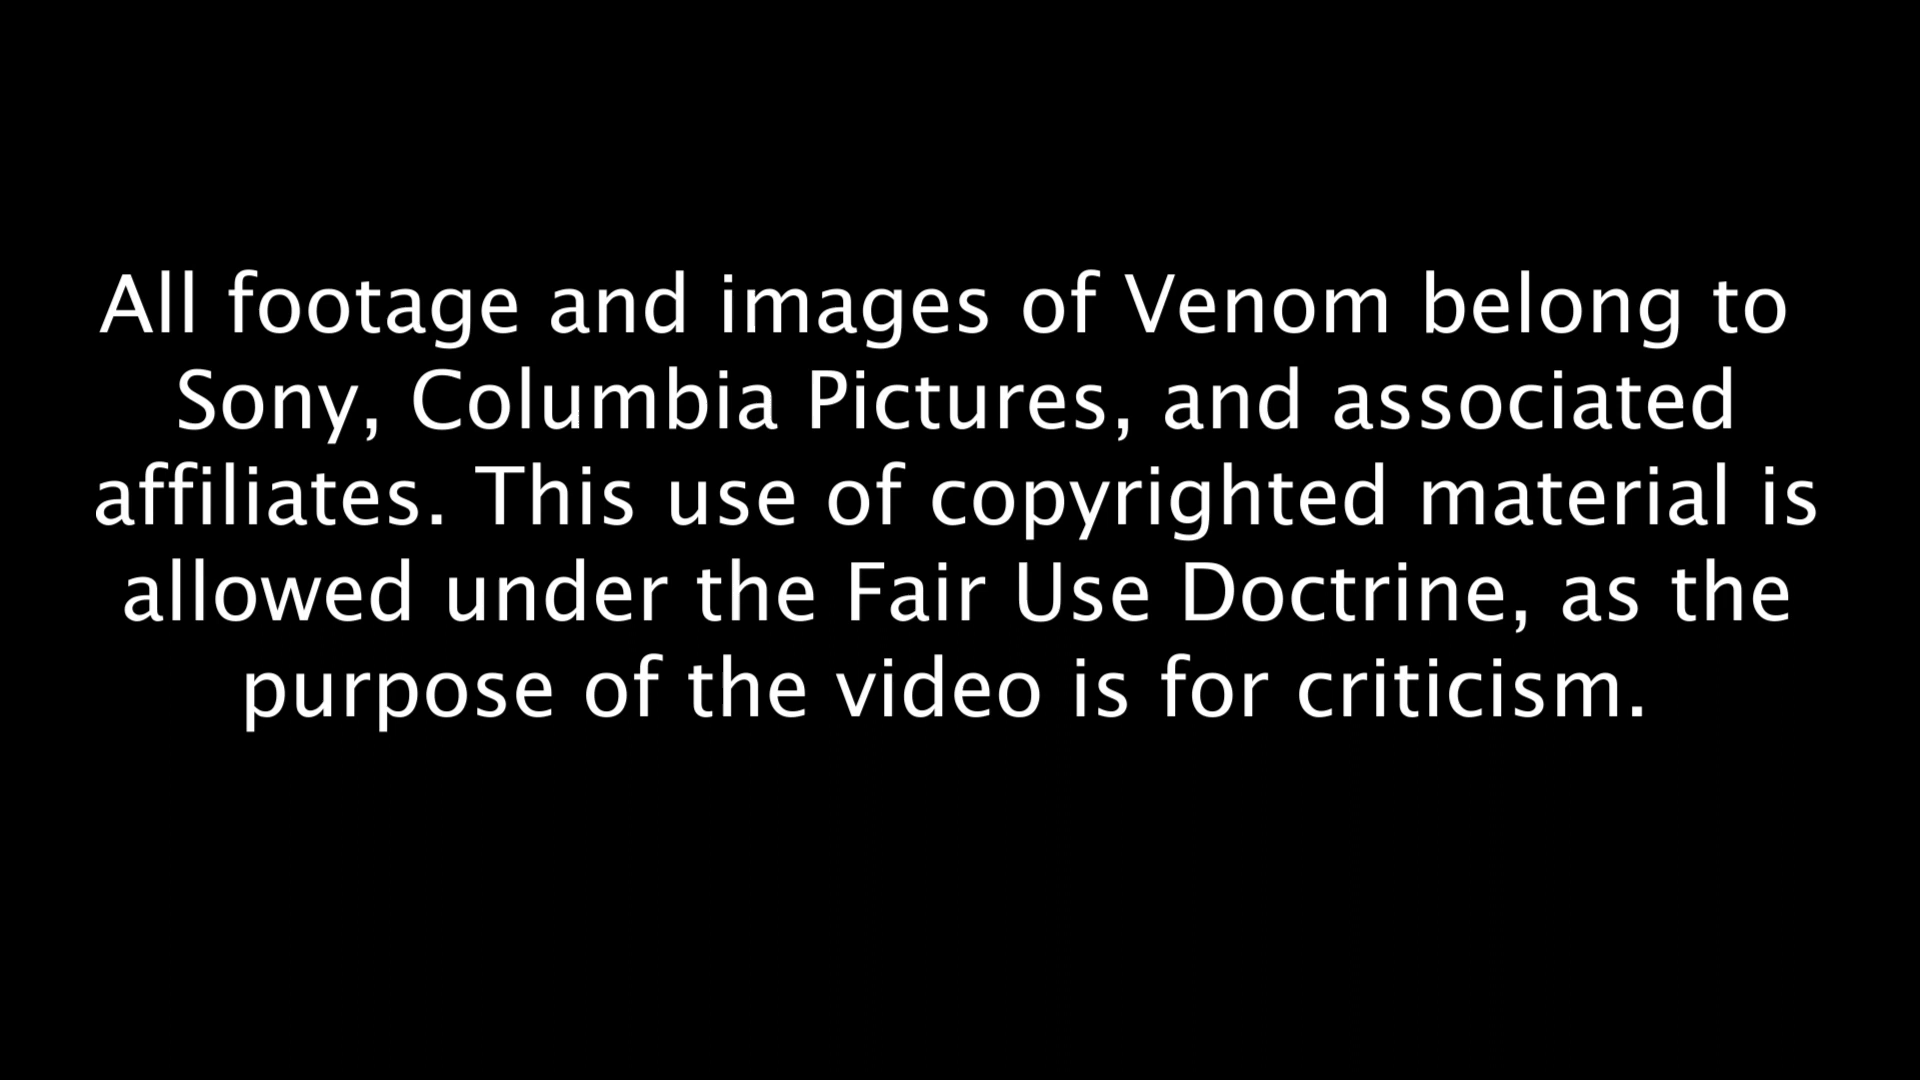 All footage and images of Venom belong to
Sony, Columbia Pictures, and associated
affiliates. This use of copyrighted material is
allowed under the Fair Use Doctrine, as the
purpose of the video is for criticism.